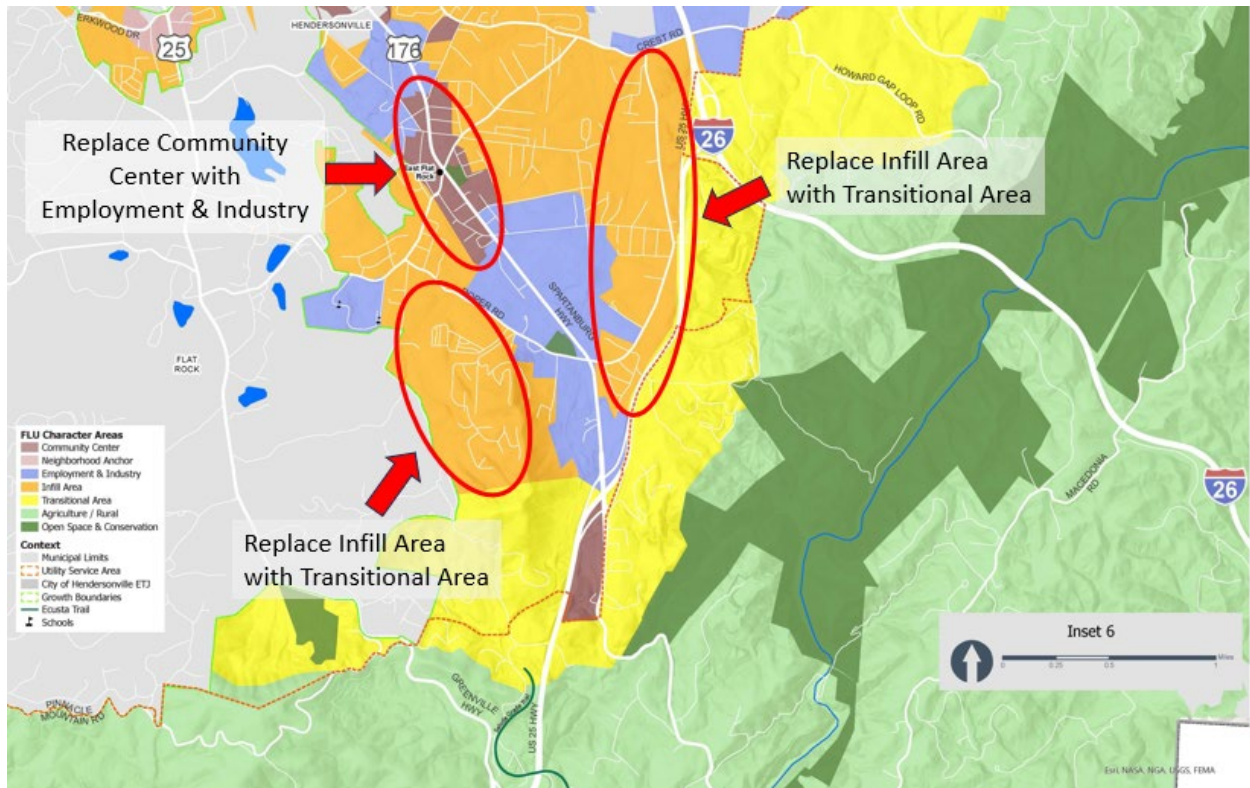 ERKWOOD DR
25
HENDERSONVILLE
176
CREST RD
HOWARD GAP LOOP RD
US 25 HWY
26
Replace Community
Center with
Employment & Industry
East Flat
Rock
Replace Infill Area
with Transitional Area
ROPER RD
SPARTANBURG
HWY
FLAT
ROCK
MACEDONIA
RD
26
FLU Character Areas
Community Center
Neighborhood Anchor
Employment & Industry
Infill Area
Transitional Area
Agriculture / Rural
Open Space & Conservation
Context
Municipal Limits
Utility Service Area
City of Hendersonville ETJ
Growth Boundaries
Ecusta Trail
Schools
Replace Infill Area
with Transitional Area
Inset 6
0 0.25 0.5 1 Miles
PINNACLE
MOUNTAIN RD
GREENVILLE
HWY
US 25 HWY
Esri, NASA, NGA, USGS, FEMA